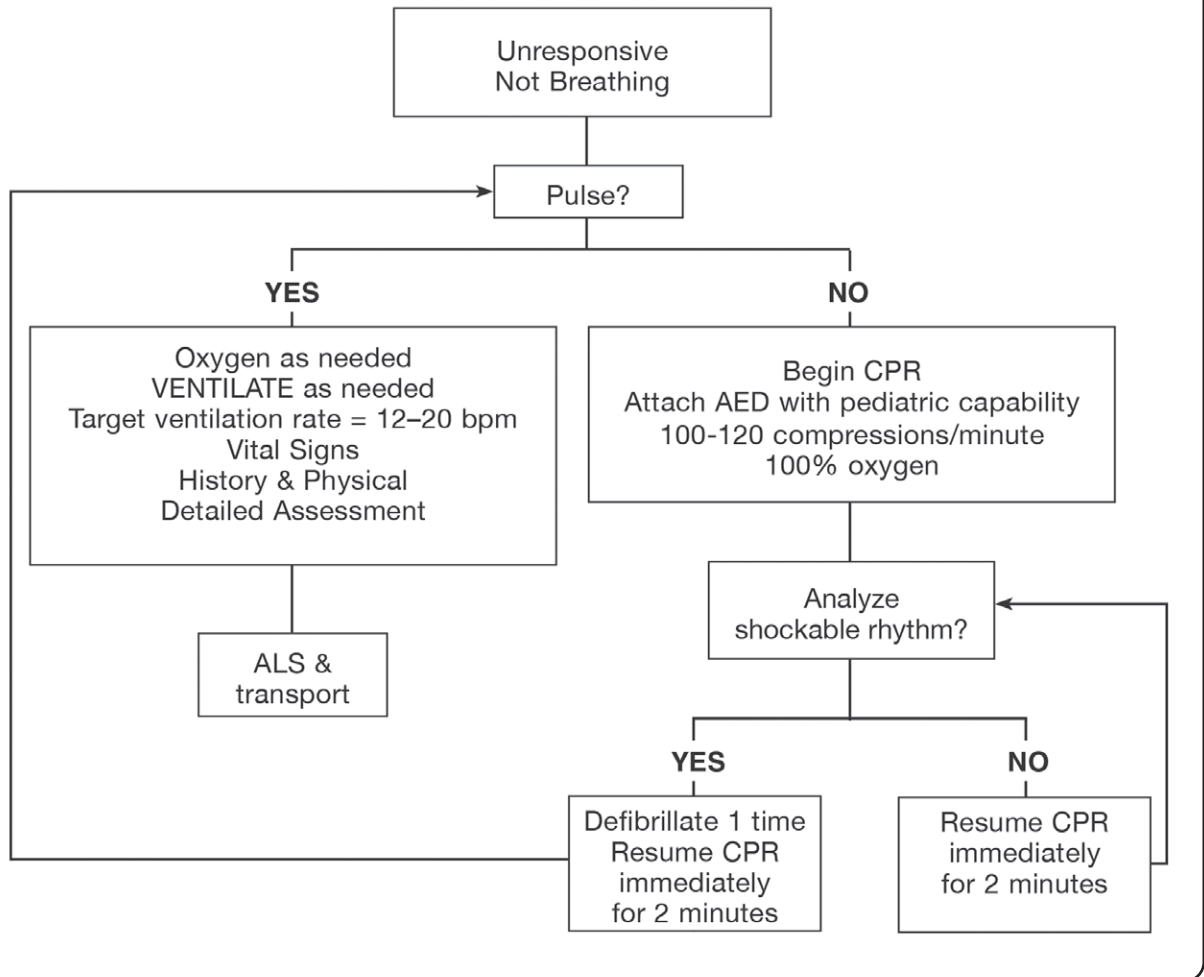 Unresponsive
Not Breathing
Pulse?
YES
NO
Oxygen as needed
VENTILATE as needed
Target ventilation rate = 12–20 bpm
Vital Signs
History & Physical
Detailed Assessment
Begin CPR
Attach AED with pediatric capability
100-120 compressions/minute
100% oxygen
ALS &
transport
Analyze
shockable rhythm?
YES
NO
Defibrillate 1 time
Resume CPR
immediately
for 2 minutes
Resume CPR
immediately
for 2 minutes